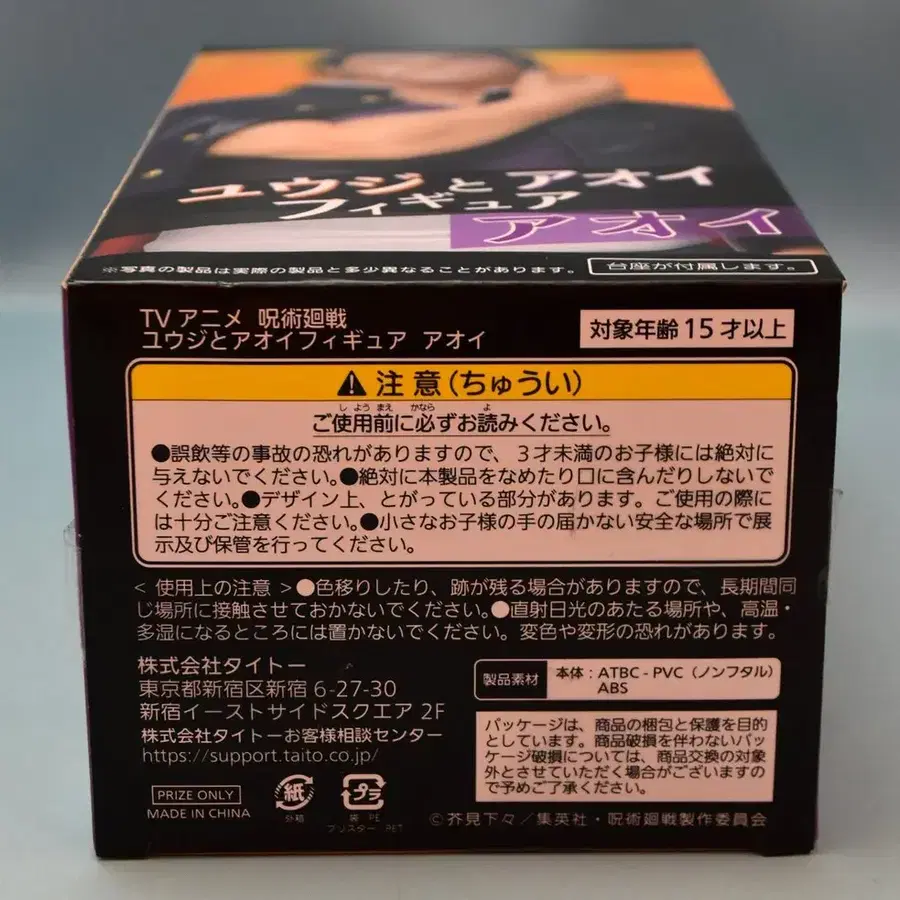 ユウジとアオイ
フィギュア
アオイ
※写真の製品は実際の製品と多少異なることがあります。
台座が付属します。
TVアニメ 呪術廻戦
ユウジとアオイフィギュア アオイ
対象年齢15才以上
⚠注意(ちゅうい)
しようまえ かなら よ
ご使用前に必ずお読みください。
●誤飲等の事故の恐れがありますので、3才未満のお子様には絶対に
与えないでください。●絶対に本製品をなめたり口に含んだりしないで
ください。●デザイン上、とがっている部分があります。ご使用の際に
は十分ご注意ください。●小さなお子様の手の届かない安全な場所で展
示及び保管を行ってください。
< 使用上の注意 >●色移りしたり、跡が残る場合がありますので、長期間同
じ場所に接触させておかないでください。●直射日光のあたる場所や、高温・
多湿になるところには置かないでください。変色や変形の恐れがあります。
株式会社タイトー
東京都新宿区新宿 6-27-30
新宿イーストサイドスクエア 2F
株式会社タイトーお客様相談センター
https://support.taito.co.jp/
製品素材
本体:ATBC-PVC(ノンフタル)
ABS
パッケージは、商品の梱包と保護を目的
としています。商品破損を伴わないパッ
ケージ破損については、商品交換の対象
外とさせていただく場合がございますの
で予めご了承ください。
PRIZE ONLY
MADE IN CHINA
紙
外箱
プラ
袋 PE
ブリスター PET
©芥見下々/集英社・呪術廻戦製作委員会